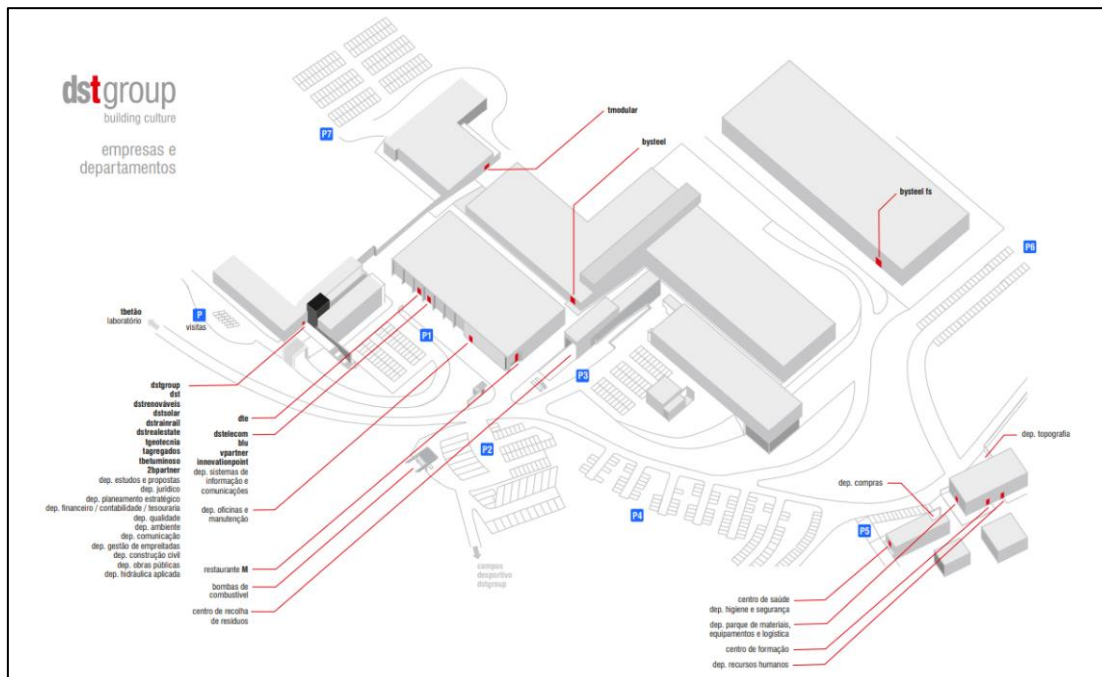 dstgroup
building culture
empresas e
departamentos
P7
tmodular
bysteel
bysteel fs
P6
tbetão
laboratório
P
visitas
P1
P3
dstgroup
dst
dstrenováveis
dstsolar
dstrainrail
dstrealestate
tgeotecnia
tagregados
tbetuminoso
2bpartner
dep. estudos e propostas
dep. jurídico
dep. planeamento estratégico
dep. financeiro / contabilidade / tesouraria
dep. qualidade
dep. ambiente
dep. comunicação
dep. gestão de empreitadas
dep. construção civil
dep. obras públicas
dep. hidráulica aplicada
dte
dstelecom
blu
vpartner
innovationpoint
dep. sistemas de
informação e
comunicações
dep. oficinas e
manutenção
restaurante M
bombas de
combustível
centro de recolha
de resíduos
P2
P4
campus
desportivo
dstgroup
dep. topografia
dep. compras
P5
centro de saúde
dep. higiene e segurança
dep. parque de materiais,
equipamentos e logística
centro de formação
dep. recursos humanos